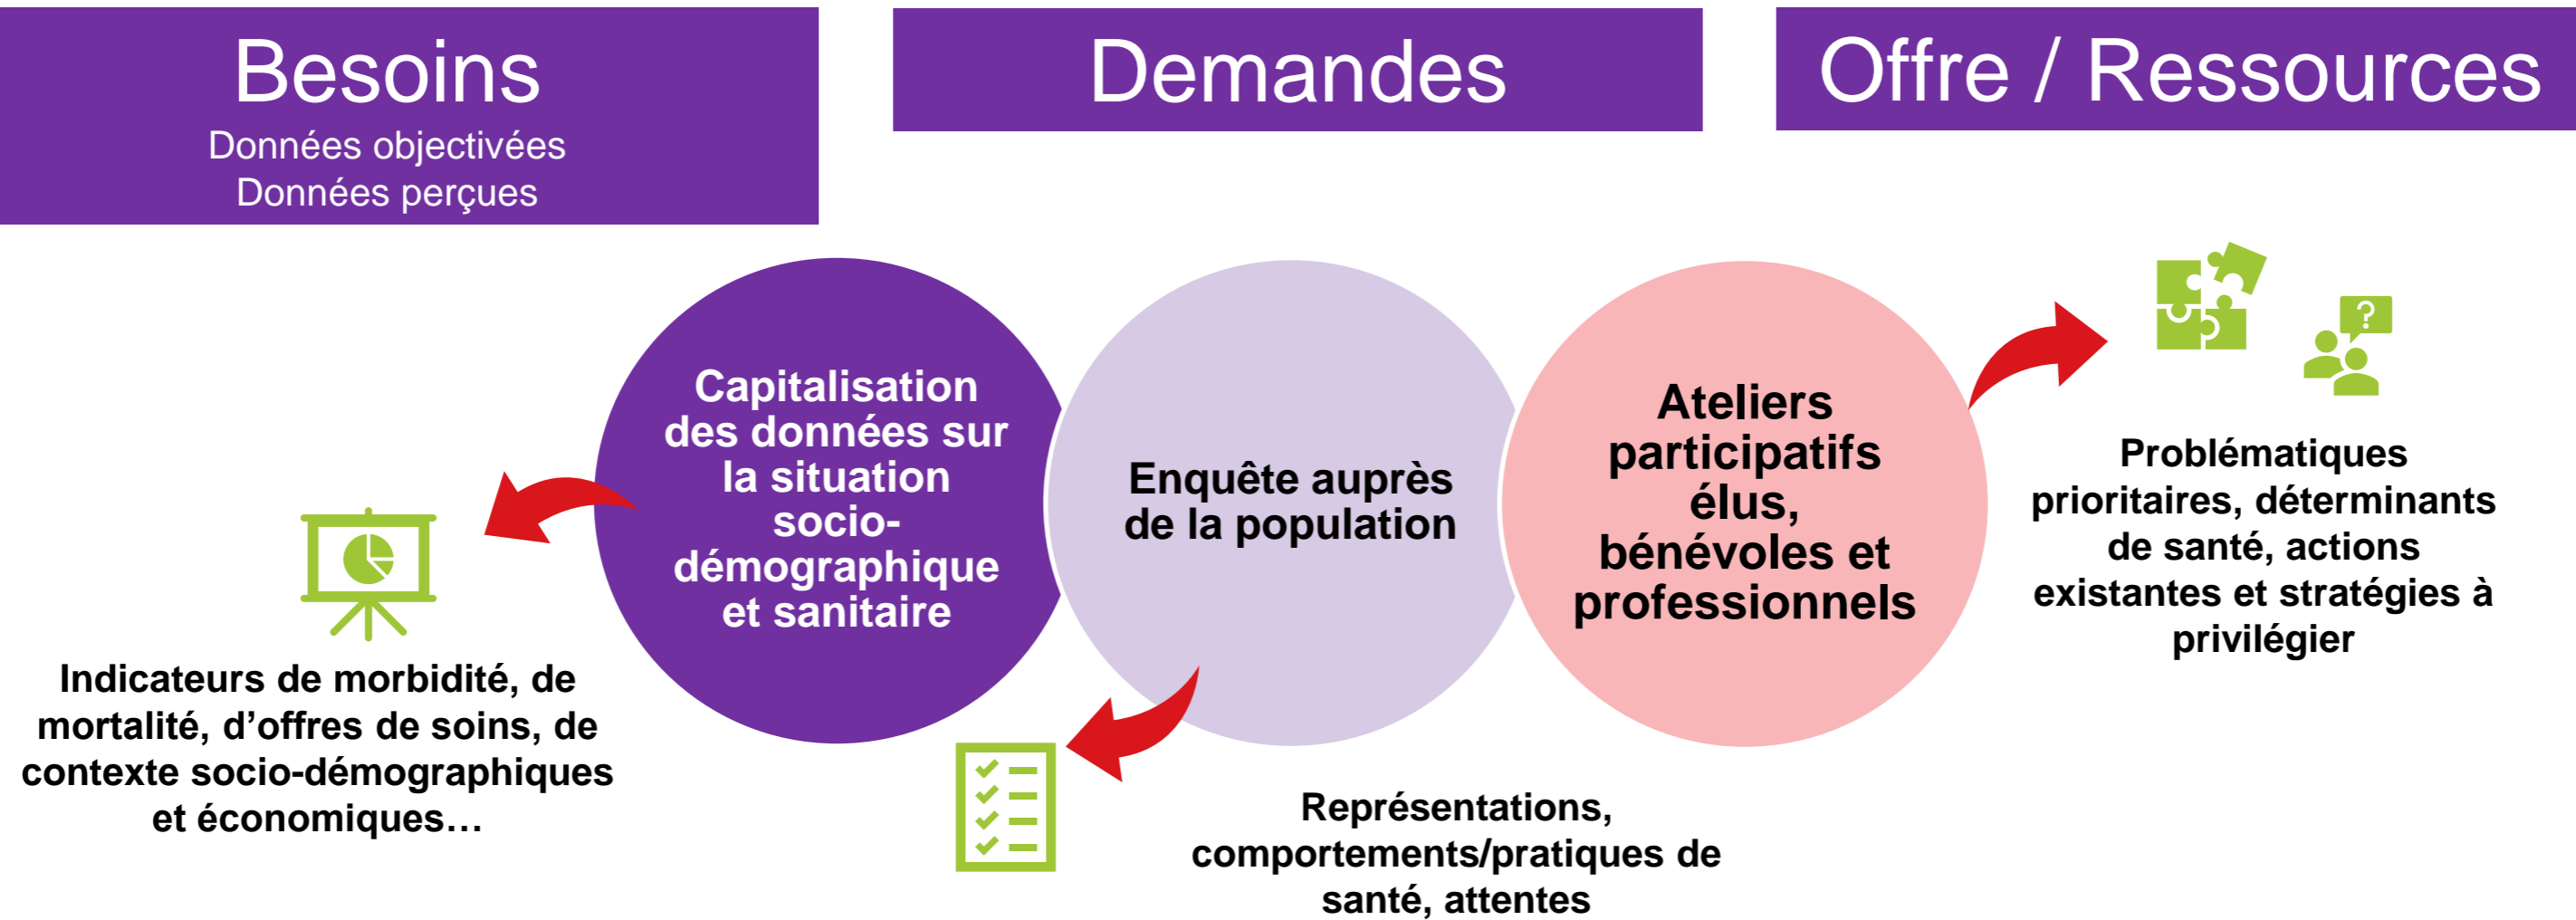 Besoins
Données objectivées
Données perçues
Demandes
Offre / Ressources
Capitalisation
des données sur
la situation
socio-
démographique
et sanitaire
Enquête auprès
de la population
Ateliers
participatifs
élus,
bénévoles et
professionnels
?
Problématiques
prioritaires, déterminants
de santé, actions
existantes et stratégies à
privilégier
Indicateurs de morbidité, de
mortalité, d’offres de soins, de
contexte socio-démographiques
et économiques…
Représentations,
comportements/pratiques de
santé, attentes